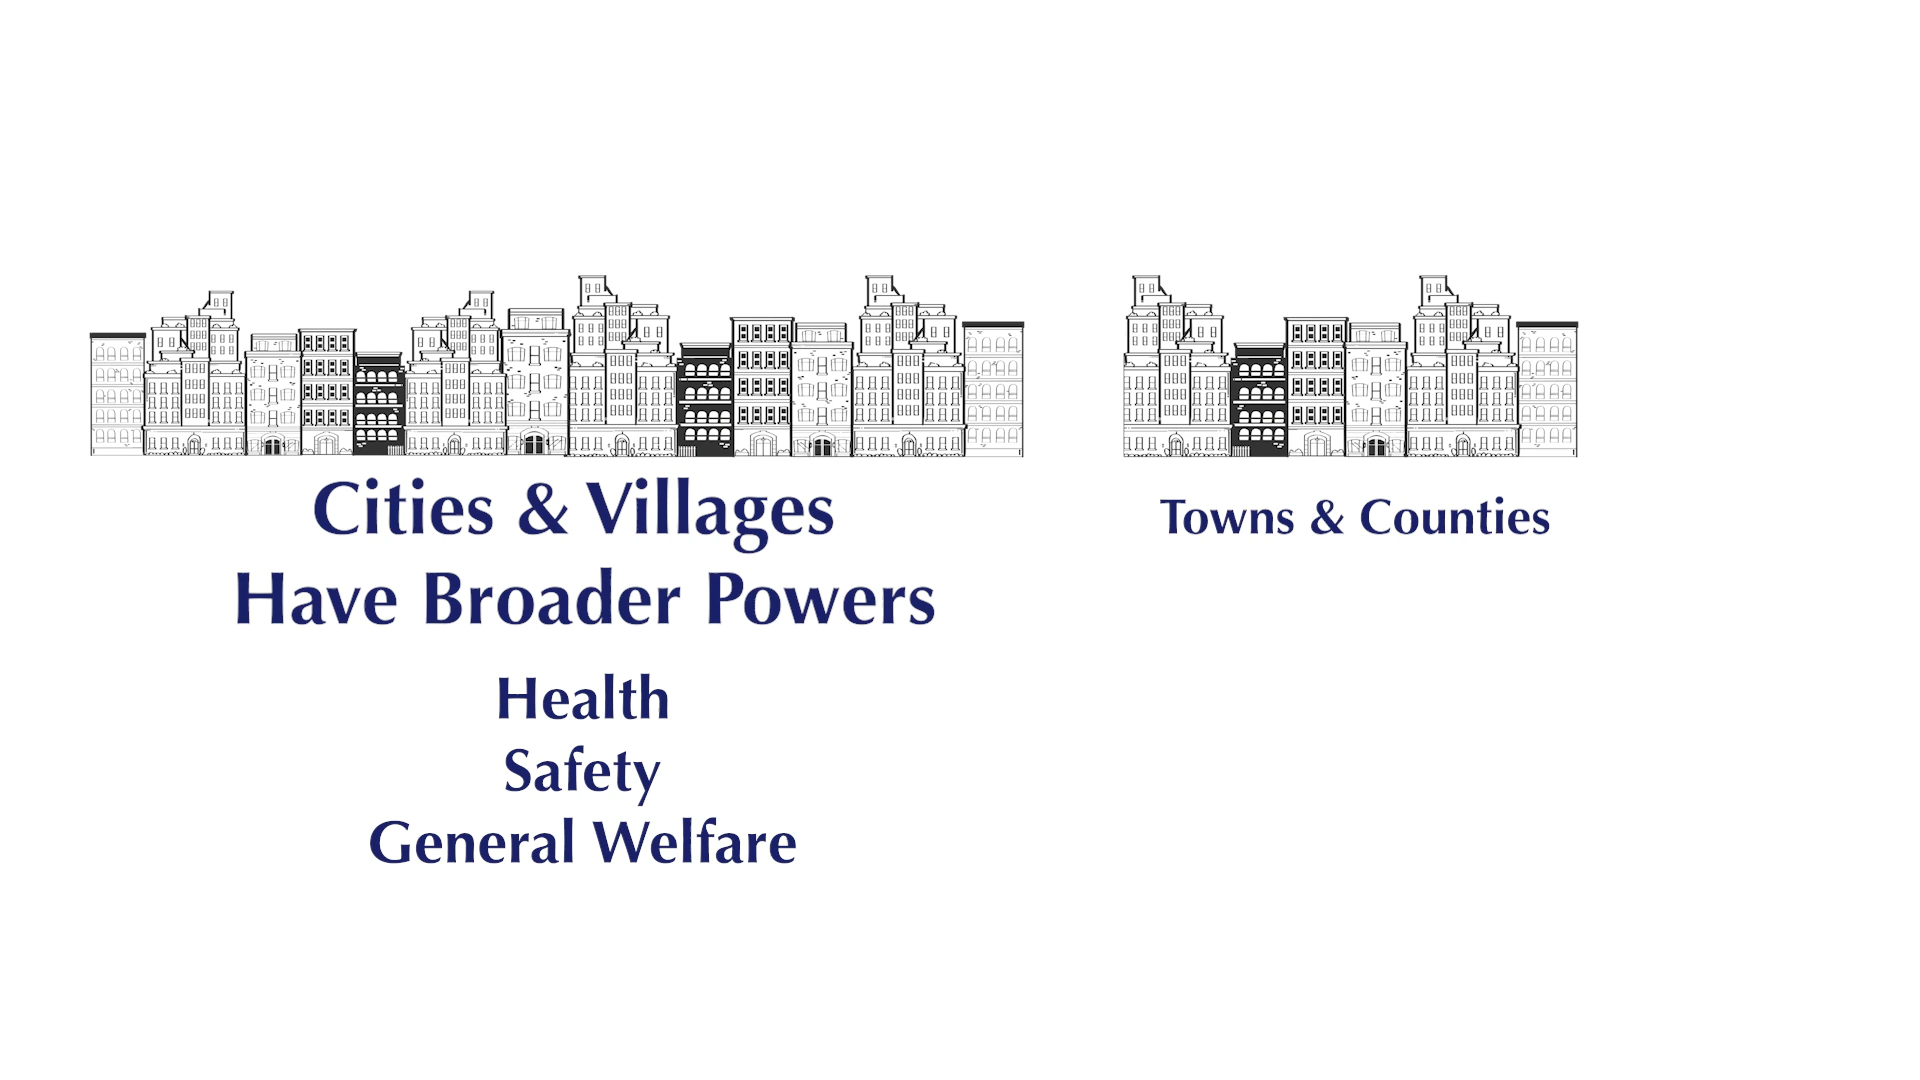 Cities & Villages
Have Broader Powers
Health
Safety
General Welfare
Towns & Counties